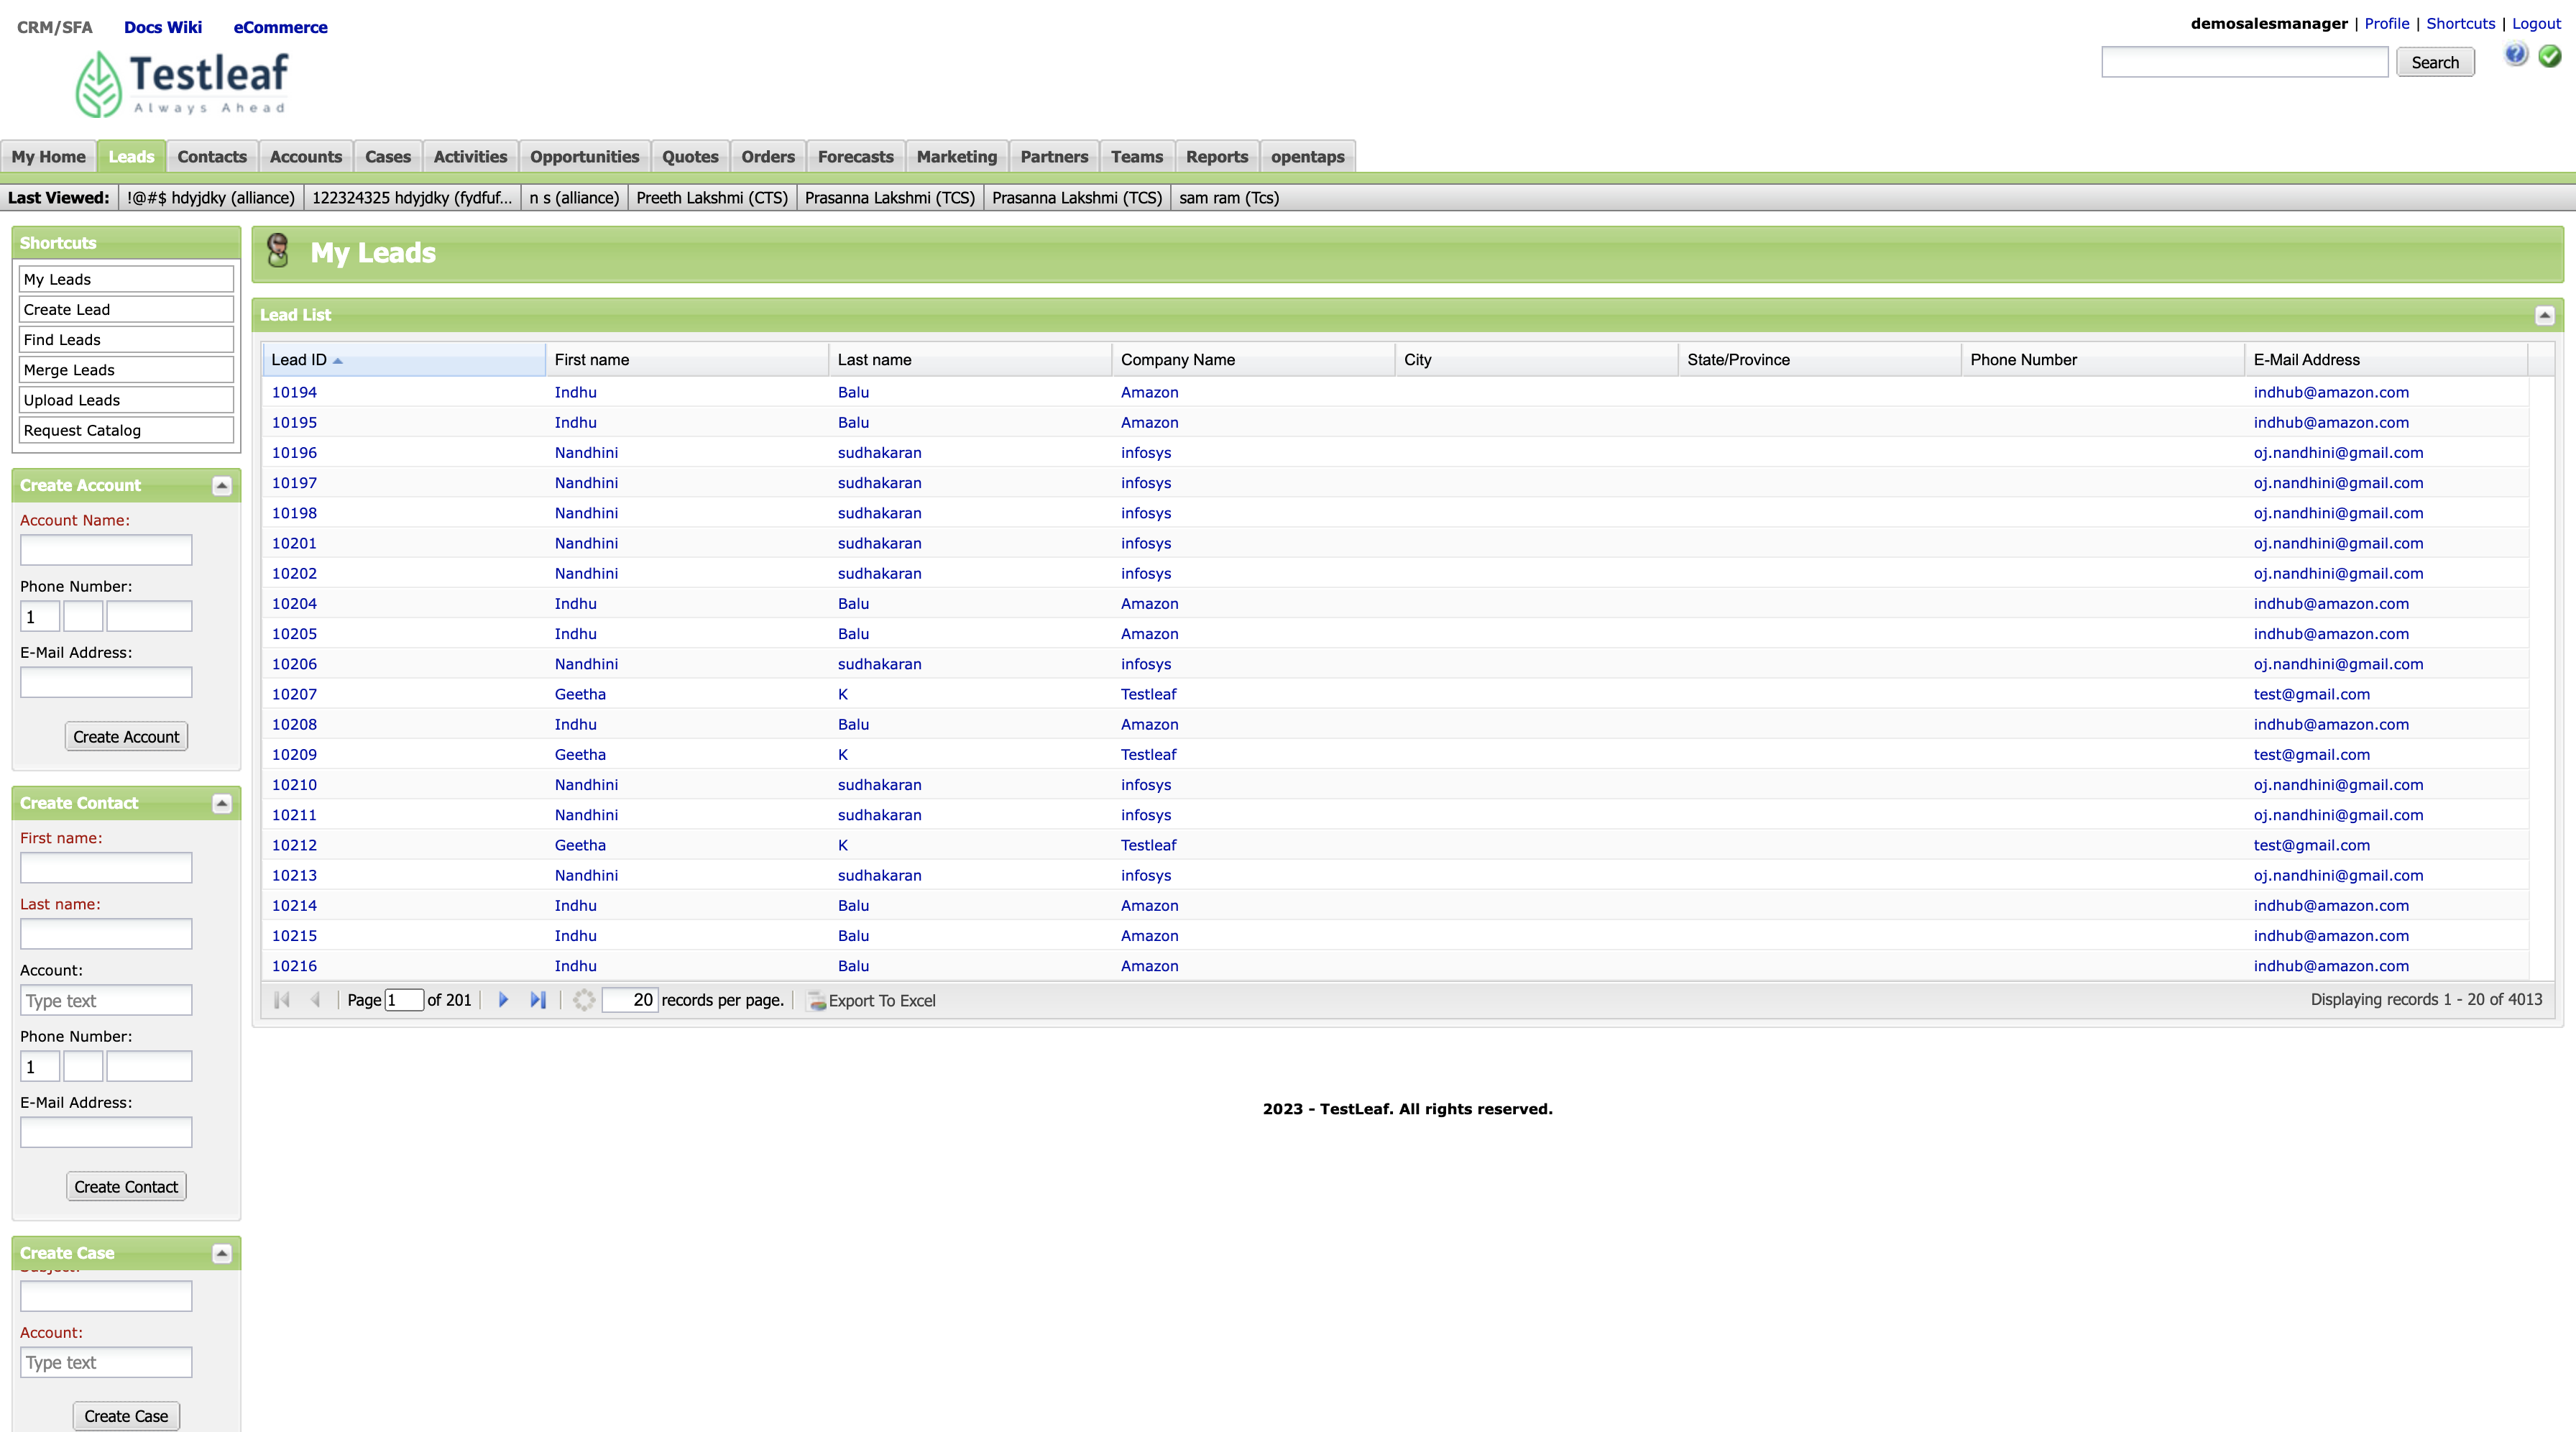 CRM/SFA Docs Wiki eCommerce
demosalesmanager | Profile | Shortcuts | Logout
Search
Testleaf
Always Ahead
My Home Leads Contacts Accounts Cases Activities Opportunities Quotes Orders Forecasts Marketing Partners Teams Reports opentaps
Last Viewed: !@#$ hdyjdky (alliance) 122324325 hdyjdky (fydfuf... n s (alliance) Preeth Lakshmi (CTS) Prasanna Lakshmi (TCS) Prasanna Lakshmi (TCS) sam ram (Tcs)
Shortcuts
My Leads
Create Lead
Find Leads
Merge Leads
Upload Leads
Request Catalog
Create Account
Account Name:
Phone Number:
1
E-Mail Address:
Create Account
Create Contact
First name:
Last name:
Account:
Type text
Phone Number:
1
E-Mail Address:
Create Contact
Create Case
Account:
Type text
Create Case
My Leads
Lead List
Lead ID First name Last name Company Name City State/Province Phone Number E-Mail Address
10194 Indhu Balu Amazon indhub@amazon.com
10195 Indhu Balu Amazon indhub@amazon.com
10196 Nandhini sudhakaran infosys oj.nandhini@gmail.com
10197 Nandhini sudhakaran infosys oj.nandhini@gmail.com
10198 Nandhini sudhakaran infosys oj.nandhini@gmail.com
10201 Nandhini sudhakaran infosys oj.nandhini@gmail.com
10202 Nandhini sudhakaran infosys oj.nandhini@gmail.com
10204 Indhu Balu Amazon indhub@amazon.com
10205 Indhu Balu Amazon indhub@amazon.com
10206 Nandhini sudhakaran infosys oj.nandhini@gmail.com
10207 Geetha K Testleaf test@gmail.com
10208 Indhu Balu Amazon indhub@amazon.com
10209 Geetha K Testleaf test@gmail.com
10210 Nandhini sudhakaran infosys oj.nandhini@gmail.com
10211 Nandhini sudhakaran infosys oj.nandhini@gmail.com
10212 Geetha K Testleaf test@gmail.com
10213 Nandhini sudhakaran infosys oj.nandhini@gmail.com
10214 Indhu Balu Amazon indhub@amazon.com
10215 Indhu Balu Amazon indhub@amazon.com
10216 Indhu Balu Amazon indhub@amazon.com
Page 1 of 201 20 records per page. Export To Excel Displaying records 1 - 20 of 4013
2023 - TestLeaf. All rights reserved.